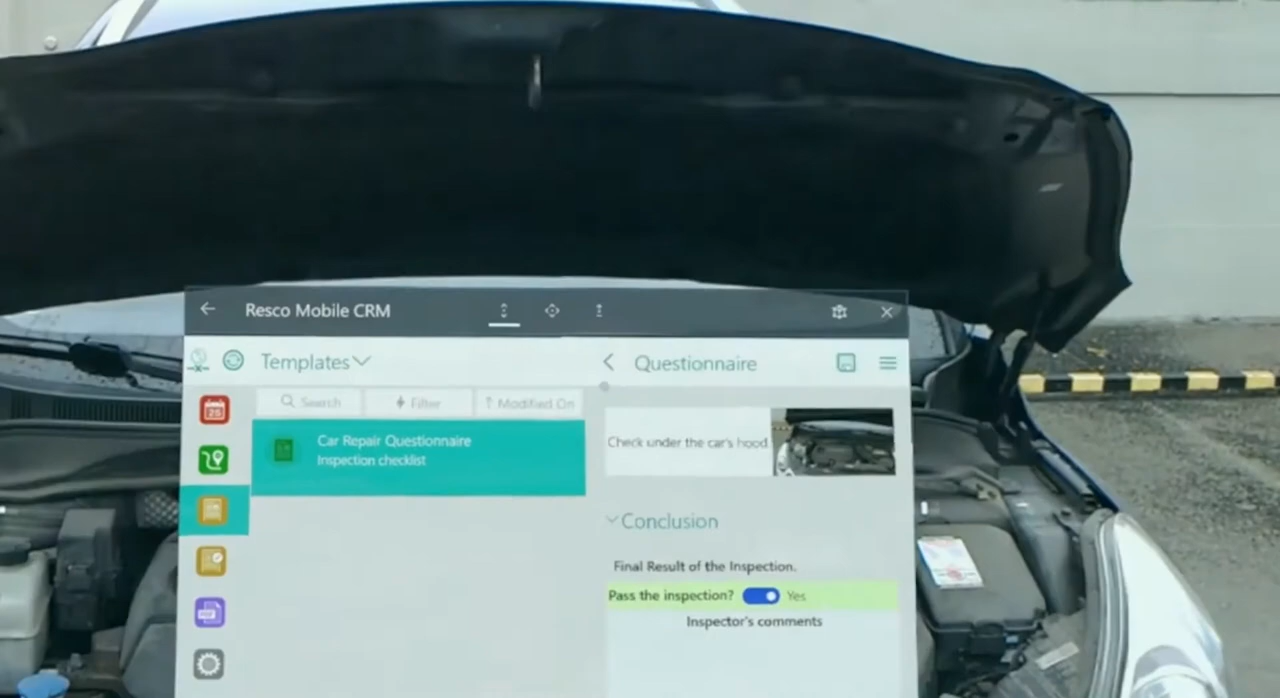 Resco Mobile CRM
Templates
Search
Filter
Modified On
Car Repair Questionnaire
Inspection checklist
25
Questionnaire
Check under the car's hood
Conclusion
Final Result of the Inspection.
Pass the inspection? Yes
Inspector's comments